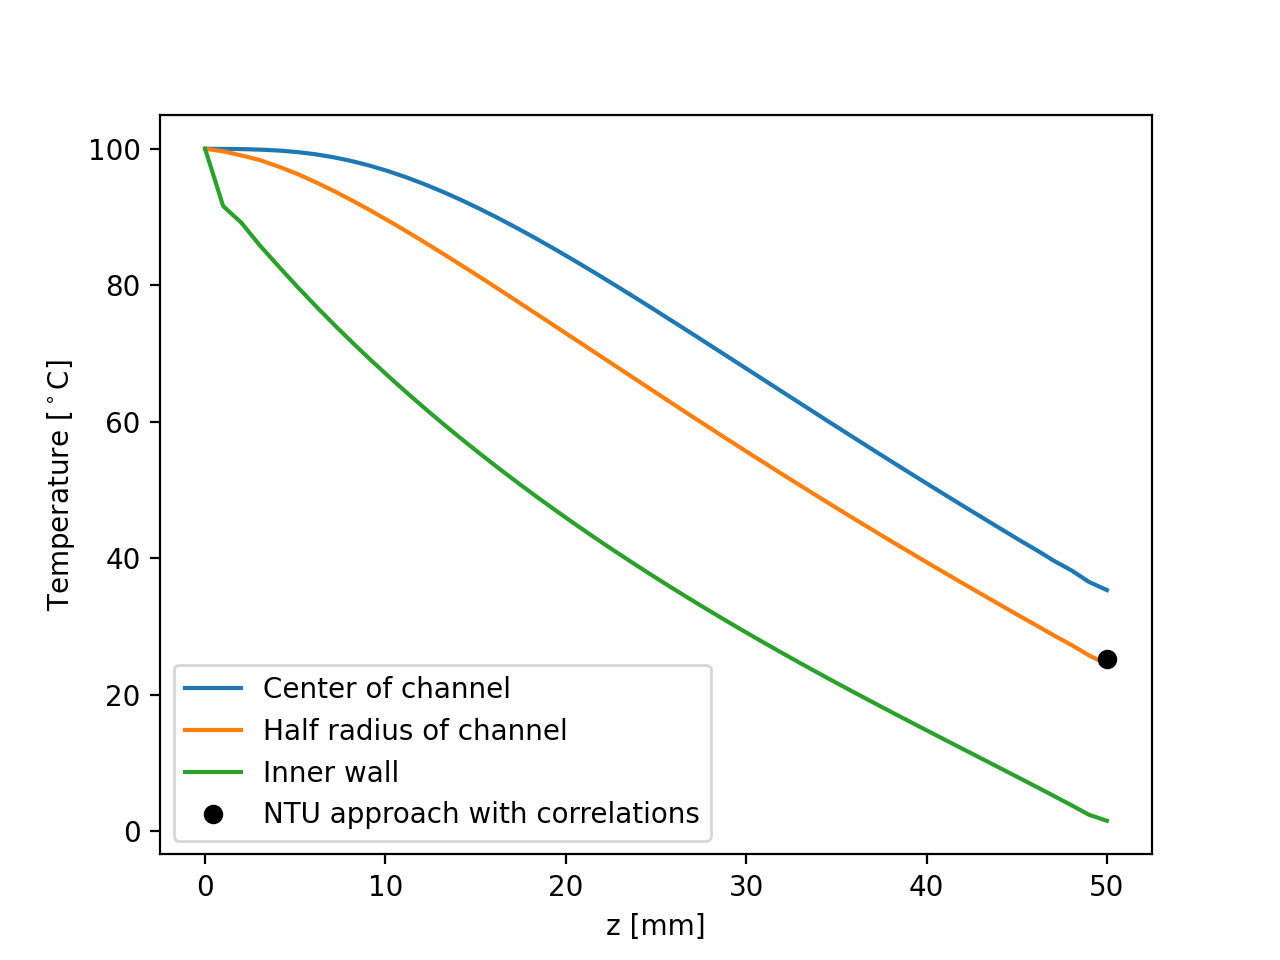 100
80
60
40
20
0
Temperature [°C]
Center of channel
Half radius of channel
Inner wall
NTU approach with correlations
0 10 20 30 40 50
z [mm]